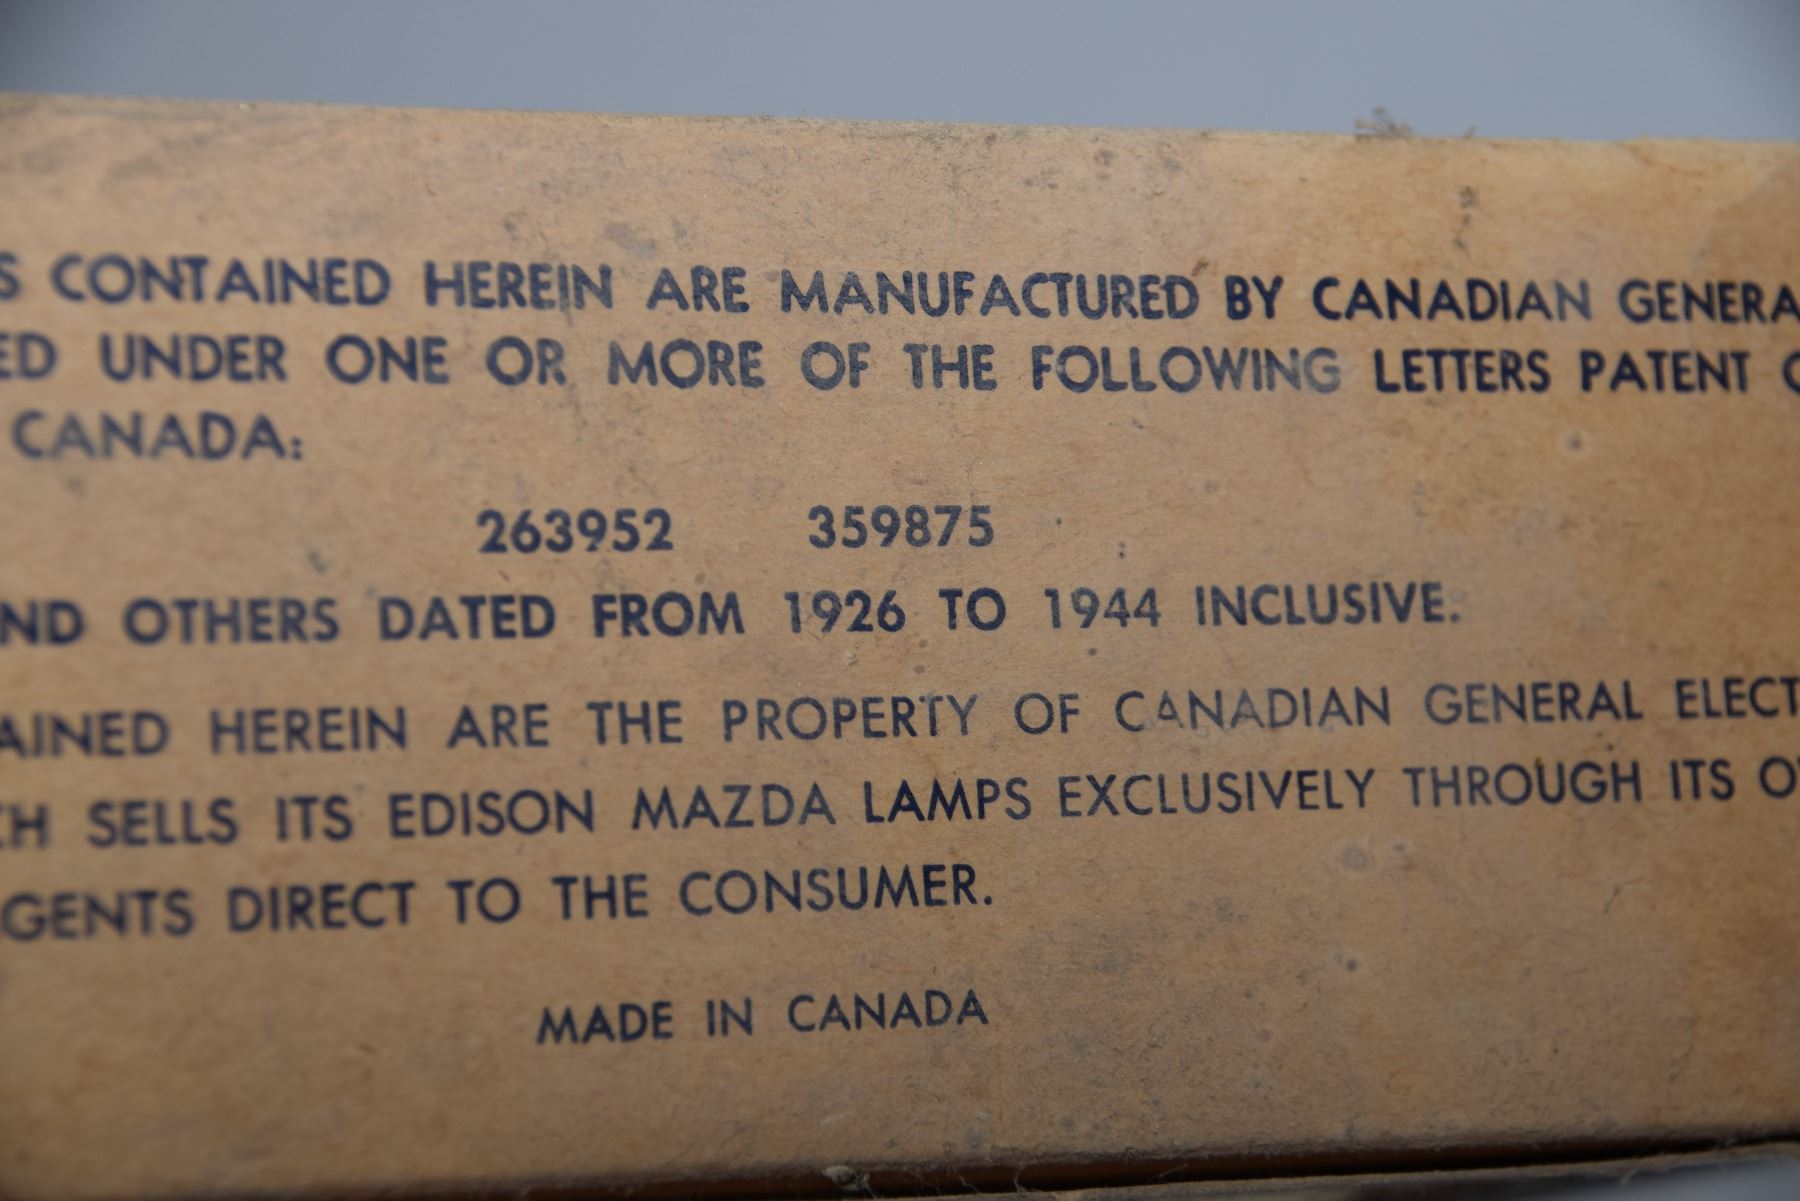 S CONTAINED HEREIN ARE MANUFACTURED BY CANADIAN GENERA
ED UNDER ONE OR MORE OF THE FOLLOWING LETTERS PATENT O
CANADA:
263952 359875
ND OTHERS DATED FROM 1926 TO 1944 INCLUSIVE.
AINED HEREIN ARE THE PROPERTY OF CANADIAN GENERAL ELECT
CH SELLS ITS EDISON MAZDA LAMPS EXCLUSIVELY THROUGH ITS OW
GENTS DIRECT TO THE CONSUMER.
MADE IN CANADA